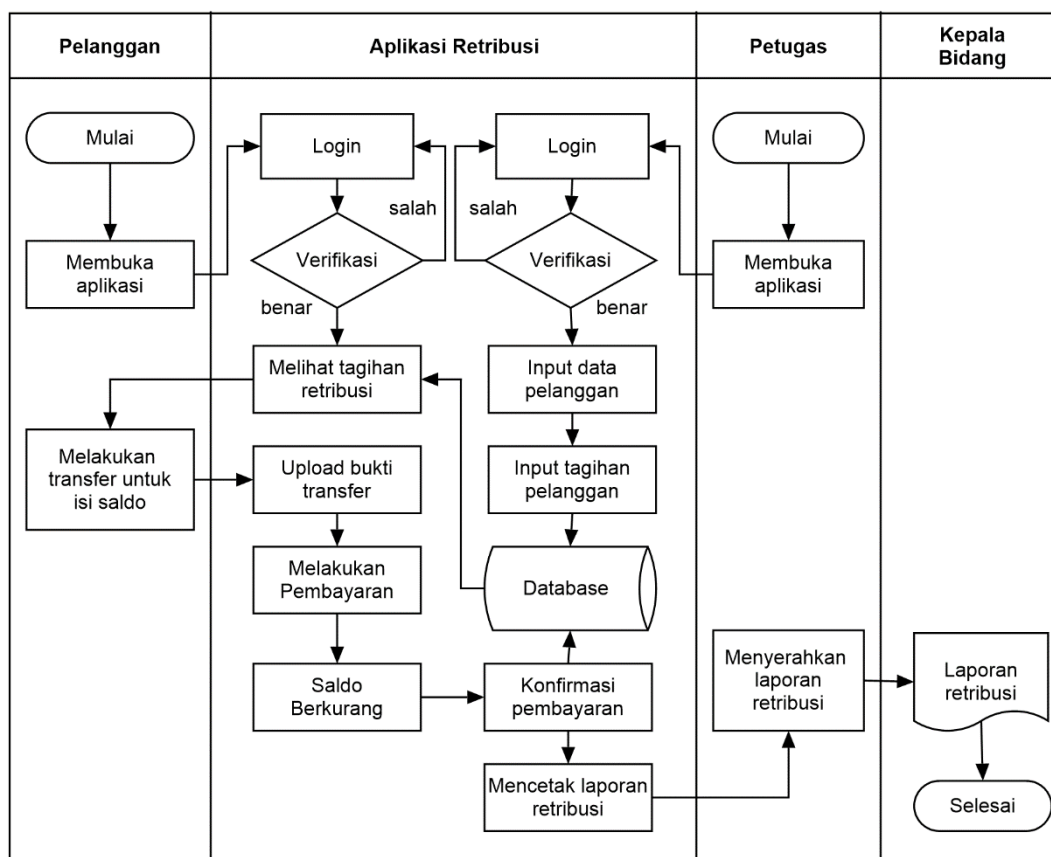 Pelanggan
Aplikasi Retribusi
Petugas
Kepala
Bidang
Mulai
Login
Login
Mulai
salah
salah
Membuka
aplikasi
Verifikasi
Verifikasi
Membuka
aplikasi
benar
benar
Melihat tagihan
retribusi
Input data
pelanggan
Melakukan
transfer untuk
isi saldo
Upload bukti
transfer
Input tagihan
pelanggan
Melakukan
Pembayaran
Database
Saldo
Berkurang
Konfirmasi
pembayaran
Menyerahkan
laporan
retribusi
Laporan
retribusi
Mencetak laporan
retribusi
Selesai